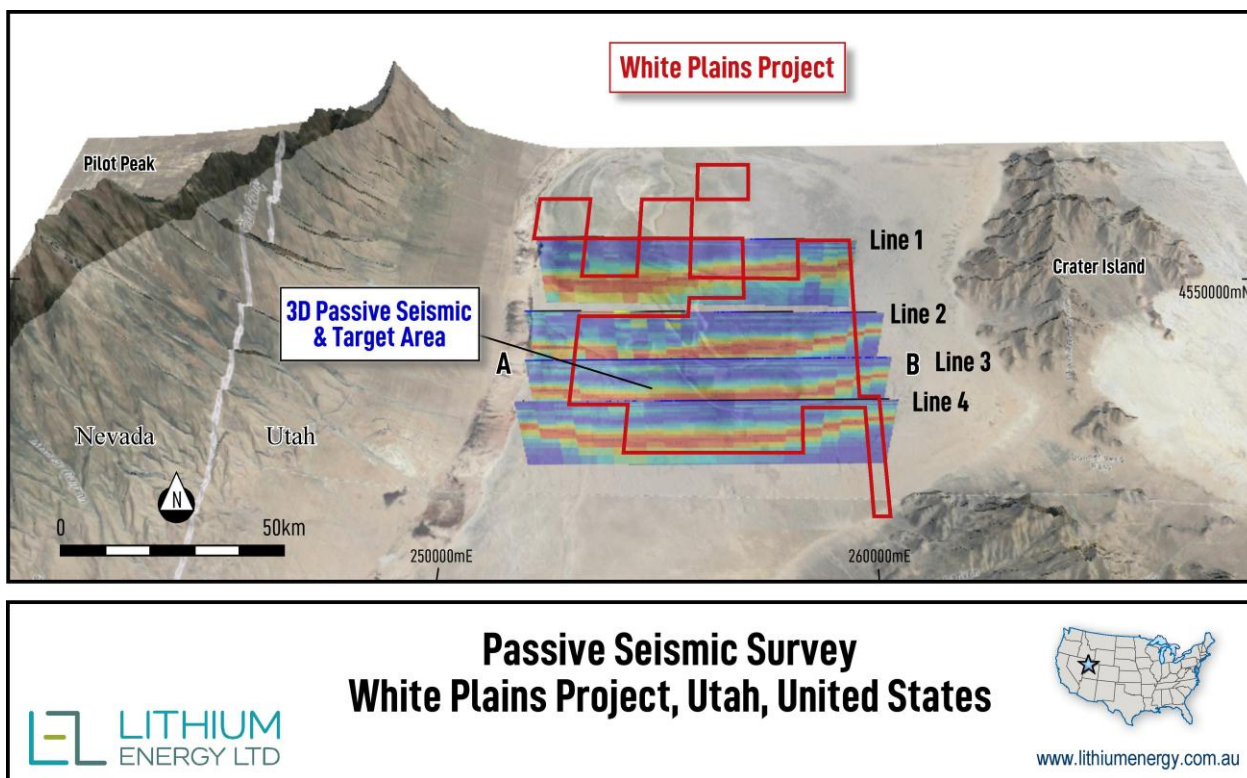 White Plains Project
Pilot Peak
Line 1
Crater Island
4550000mN
3D Passive Seismic
& Target Area
Line 2
A
B
Line 3
Line 4
Nevada
Utah
N
0
50km
250000mE
260000mE
Passive Seismic Survey
White Plains Project, Utah, United States
LITHIUM
ENERGY LTD
www.lithiumenergy.com.au